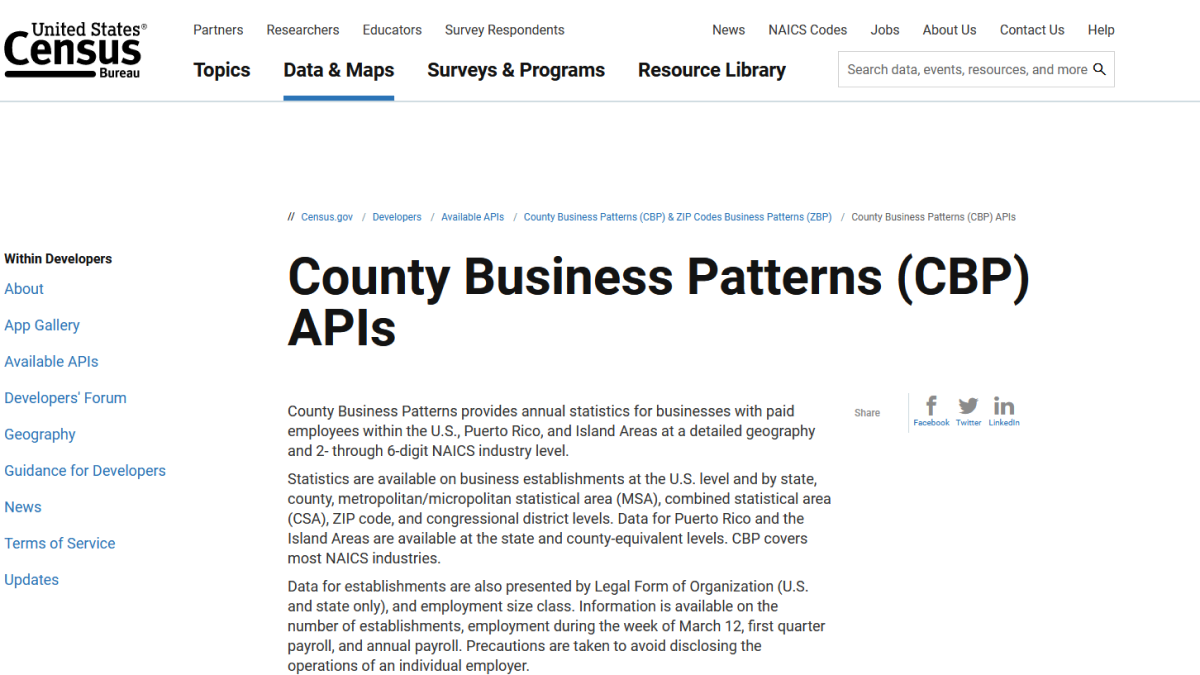 United States®
Census
Bureau
Partners Researchers Educators Survey Respondents
News NAICS Codes Jobs About Us Contact Us Help
Topics Data & Maps Surveys & Programs Resource Library
Search data, events, resources, and more
// Census.gov / Developers / Available APIs / County Business Patterns (CBP) & ZIP Codes Business Patterns (ZBP) / County Business Patterns (CBP) APIs
Within Developers
About
App Gallery
Available APIs
Developers' Forum
Geography
Guidance for Developers
News
Terms of Service
Updates
County Business Patterns (CBP)
APIs
County Business Patterns provides annual statistics for businesses with paid
employees within the U.S., Puerto Rico, and Island Areas at a detailed geography
and 2- through 6-digit NAICS industry level.
Statistics are available on business establishments at the U.S. level and by state,
county, metropolitan/micropolitan statistical area (MSA), combined statistical area
(CSA), ZIP code, and congressional district levels. Data for Puerto Rico and the
Island Areas are available at the state and county-equivalent levels. CBP covers
most NAICS industries.
Data for establishments are also presented by Legal Form of Organization (U.S.
and state only), and employment size class. Information is available on the
number of establishments, employment during the week of March 12, first quarter
payroll, and annual payroll. Precautions are taken to avoid disclosing the
operations of an individual employer.
Share
Facebook Twitter LinkedIn